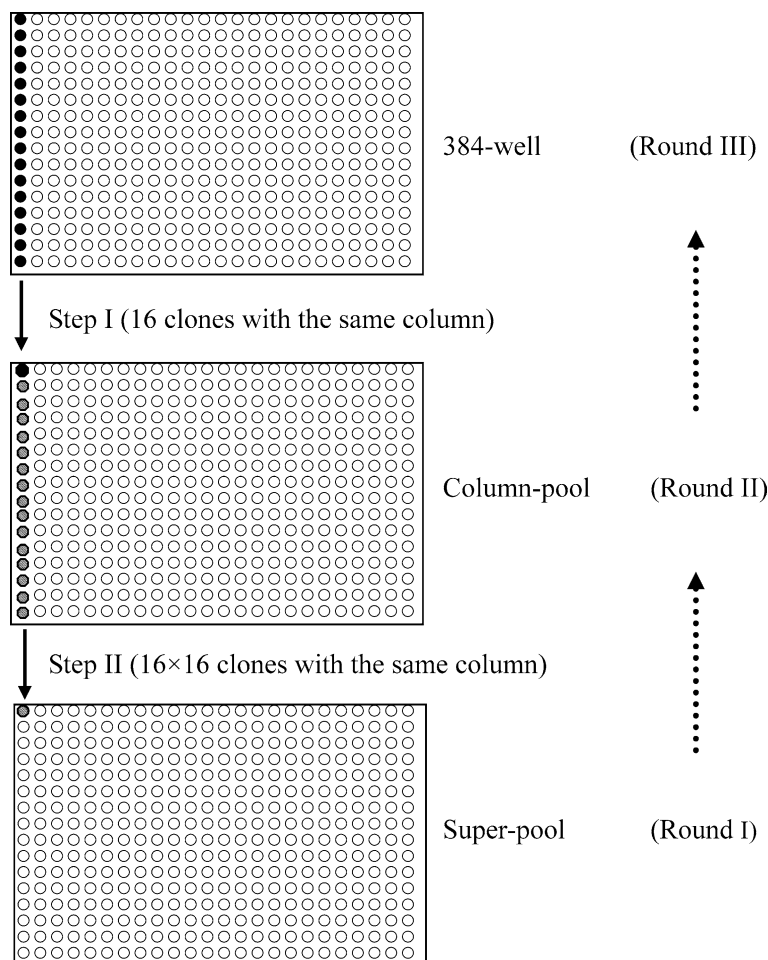 384-well (Round III)
Step I (16 clones with the same column)
Column-pool (Round II)
Step II (16×16 clones with the same column)
Super-pool (Round I)